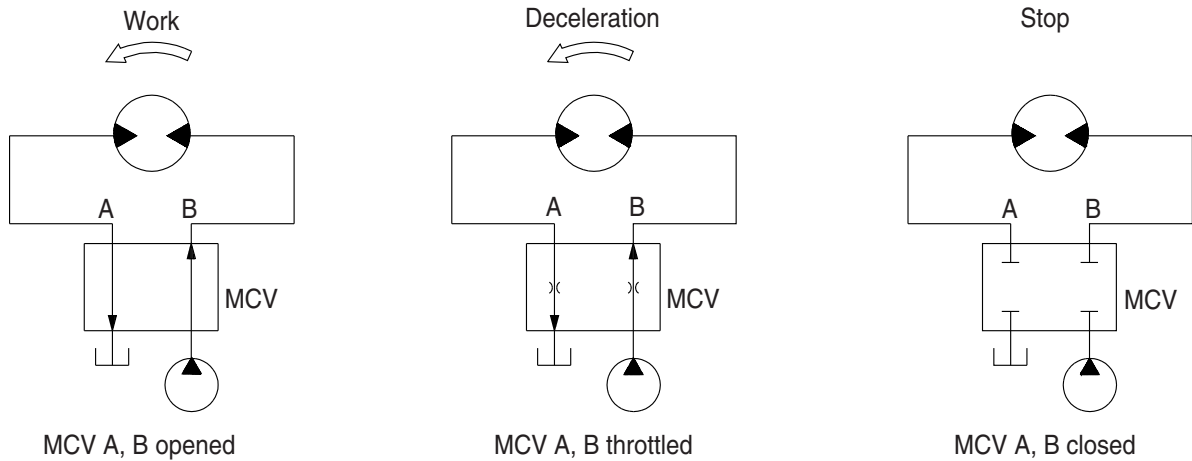 Work
Deceleration
Stop
A B
A B
A B
MCV
MCV
MCV
MCV A, B opened
MCV A, B throttled
MCV A, B closed